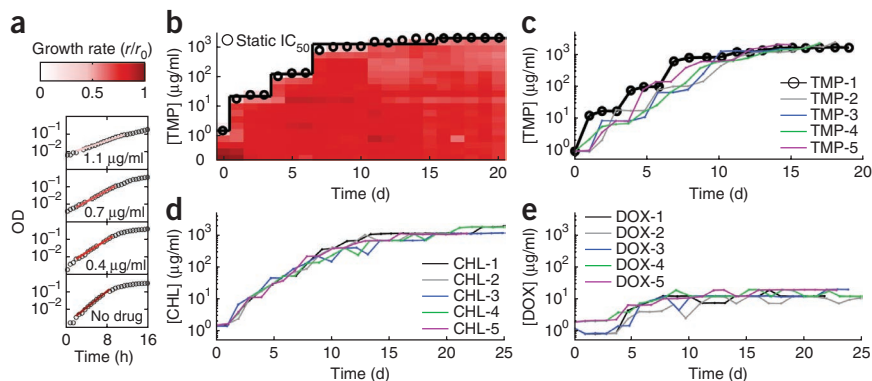 a
Growth rate (r/r0)
0 0.5 1
OD
10⁻¹
10⁻²
1.1 µg/ml
10⁻¹
10⁻²
0.7 µg/ml
10⁻¹
10⁻²
0.4 µg/ml
10⁻¹
10⁻²
No drug
0 8 16
Time (h)
b
Static IC50
[TMP] (µg/ml)
10³
10²
10¹
10⁰
0
0 5 10 15 20
Time (d)
c
[TMP] (µg/ml)
10³
10²
10¹
10⁰
TMP-1
TMP-2
TMP-3
TMP-4
TMP-5
0 5 10 15 20
Time (d)
d
[CHL] (µg/ml)
10³
10²
10¹
10⁰
CHL-1
CHL-2
CHL-3
CHL-4
CHL-5
0 5 10 15 20 25
Time (d)
e
[DOX] (µg/ml)
10³
10²
10¹
10⁰
DOX-1
DOX-2
DOX-3
DOX-4
DOX-5
0 5 10 15 20 25
Time (d)